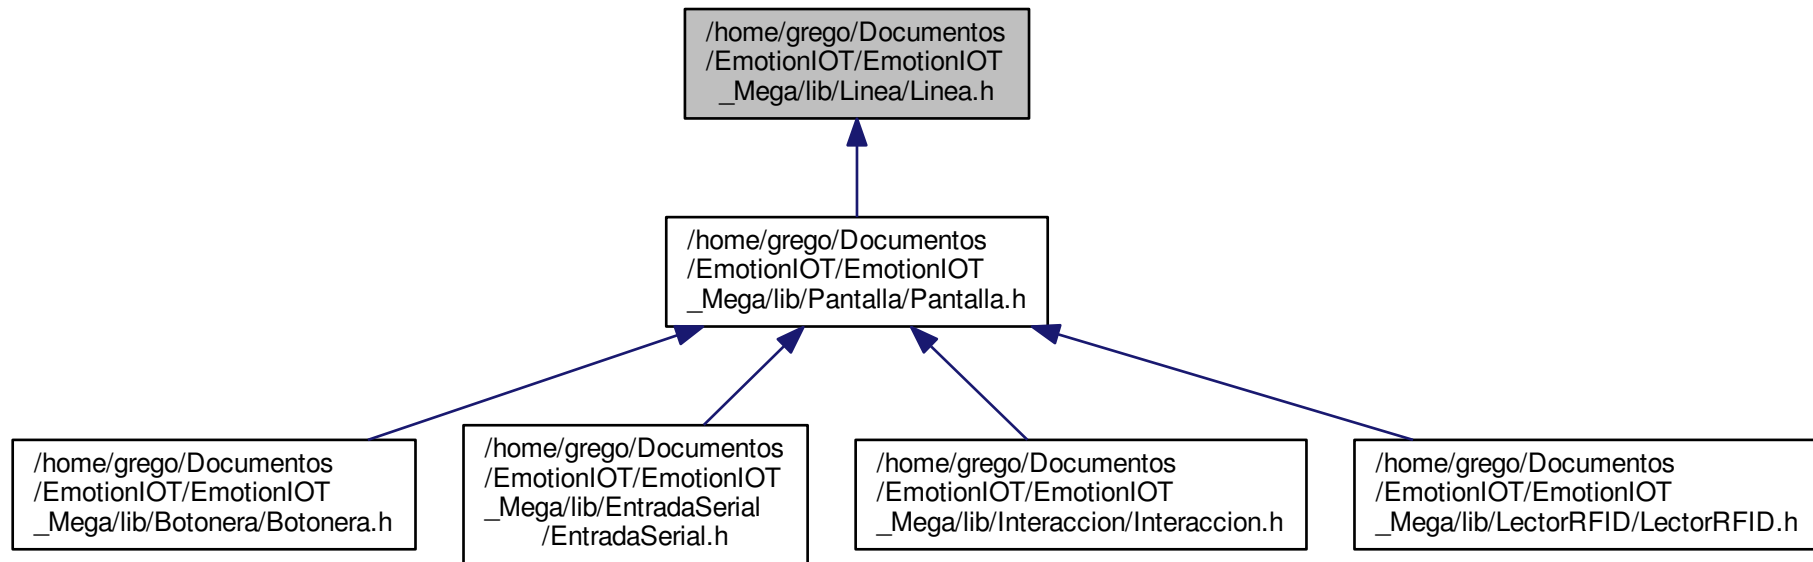 /home/grego/Documentos
/EmotionIOT/EmotionIOT
_Mega/lib/Linea/Linea.h
/home/grego/Documentos
/EmotionIOT/EmotionIOT
_Mega/lib/Pantalla/Pantalla.h
/home/grego/Documentos
/EmotionIOT/EmotionIOT
_Mega/lib/Botonera/Botonera.h
/home/grego/Documentos
/EmotionIOT/EmotionIOT
_Mega/lib/EntradaSerial
/EntradaSerial.h
/home/grego/Documentos
/EmotionIOT/EmotionIOT
_Mega/lib/Interaccion/Interaccion.h
/home/grego/Documentos
/EmotionIOT/EmotionIOT
_Mega/lib/LectorRFID/LectorRFID.h